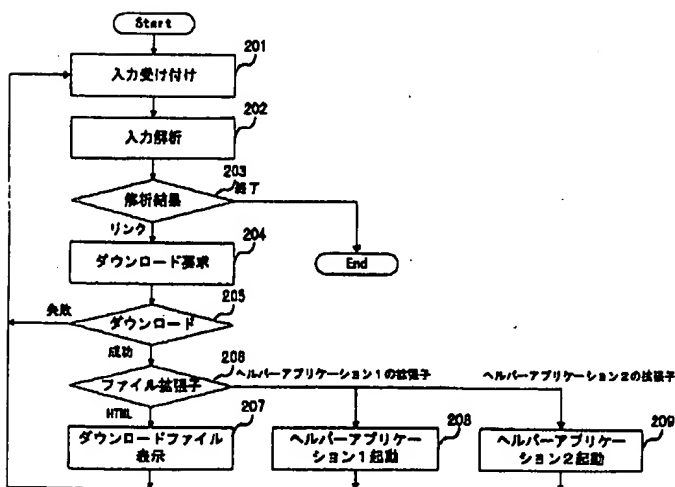 Start
201
入力受け付け
202
入力解析
203
解析結果
終了
リンク
204
ダウンロード要求
End
205
失敗
ダウンロード
成功
206
ファイル拡張子
ヘルパーアプリケーション1の拡張子
ヘルパーアプリケーション2の拡張子
HTML
207
ダウンロードファイル
表示
208
ヘルパーアプリケー
ション1起動
209
ヘルパーアプリケー
ション2起動